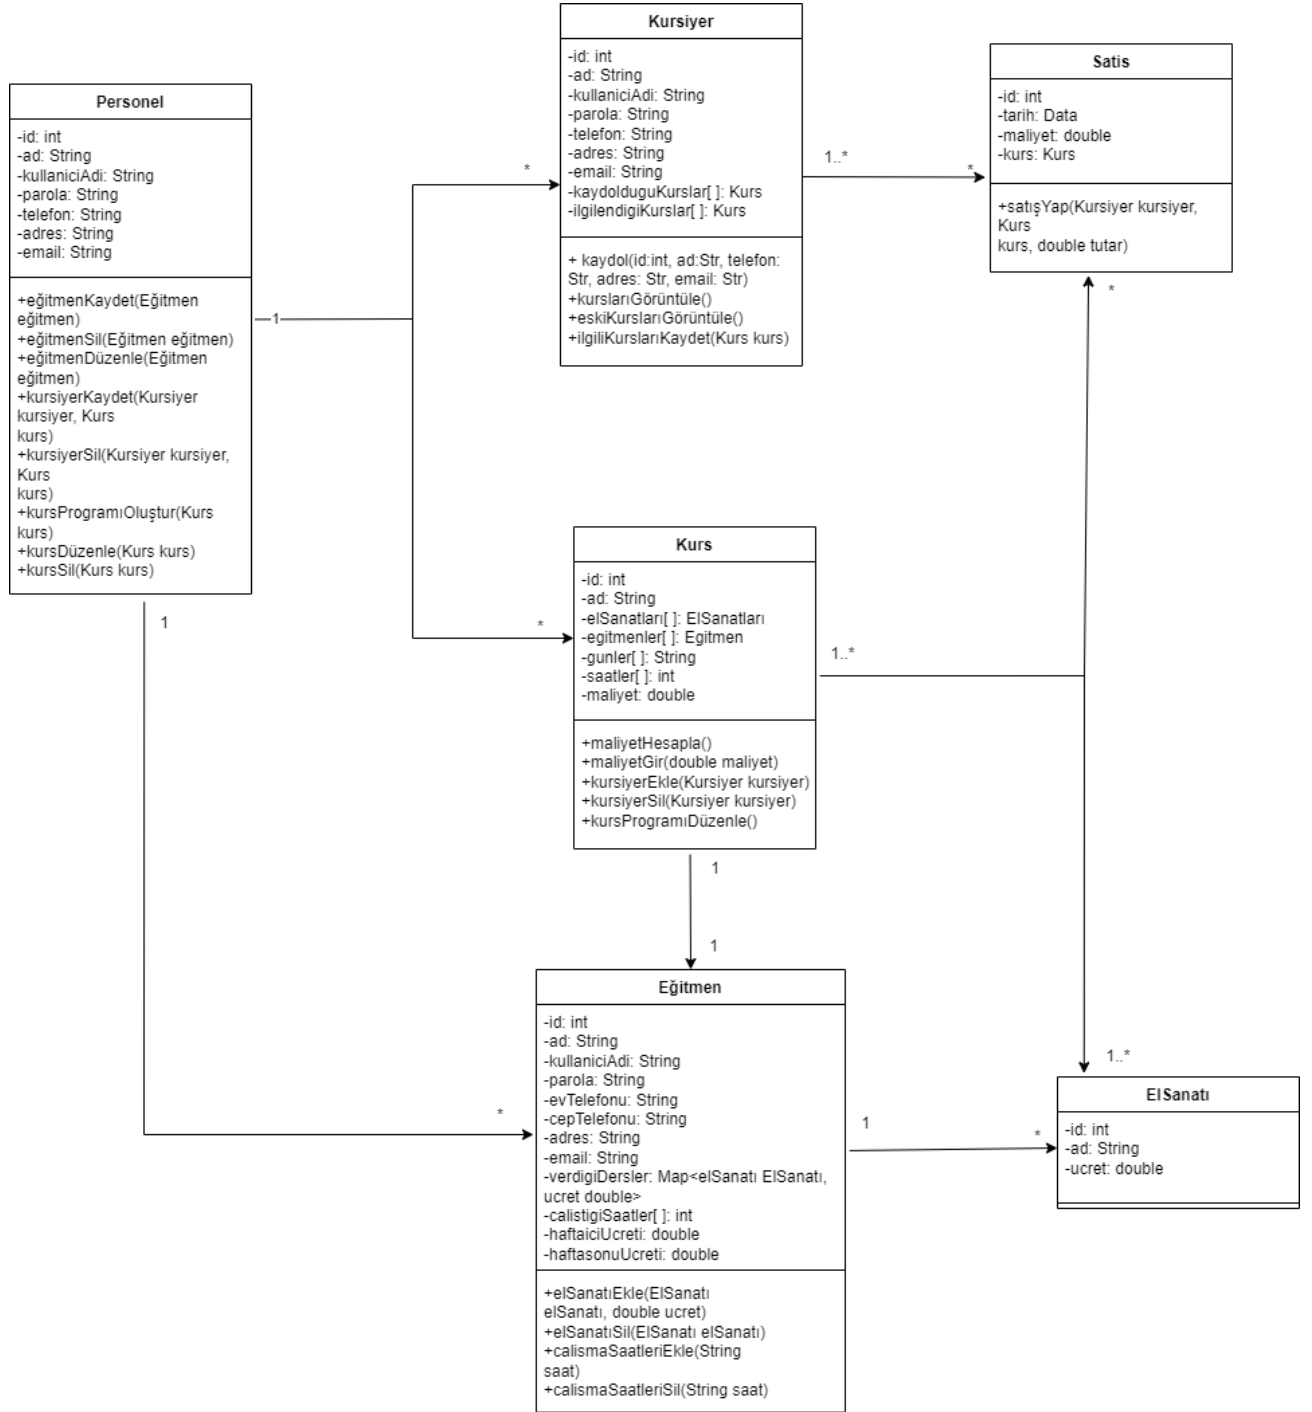 Personel
-id: int
-ad: String
-kullaniciAdi: String
-parola: String
-telefon: String
-adres: String
-email: String
+eğitmenKaydet(Eğitmen
eğitmen)
+eğitmenSil(Eğitmen eğitmen)
+eğitmenDüzenle(Eğitmen
eğitmen)
+kursiyerKaydet(Kursiyer
kursiyer, Kurs
kurs)
+kursiyerSil(Kursiyer kursiyer,
Kurs
kurs)
+kursProgramıOluştur(Kurs
kurs)
+kursDüzenle(Kurs kurs)
+kursSil(Kurs kurs)
1
*
*
1
*
Kursiyer
-id: int
-ad: String
-kullaniciAdi: String
-parola: String
-telefon: String
-adres: String
-email: String
-kaydolduguKurslar[ ]: Kurs
-ilgilendigiKurslar[ ]: Kurs
+ kaydol(id:int, ad:Str, telefon:
Str, adres: Str, email: Str)
+kurslarıGörüntüle()
+eskiKurslarıGörüntüle()
+ilgiliKurslarıKaydet(Kurs kurs)
1..*
*
Satis
-id: int
-tarih: Data
-maliyet: double
-kurs: Kurs
+satışYap(Kursiyer kursiyer,
Kurs
kurs, double tutar)
*
Kurs
-id: int
-ad: String
-elSanatları[ ]: ElSanatları
-egitmenler[ ]: Egitmen
-gunler[ ]: String
-saatler[ ]: int
-maliyet: double
+maliyetHesapla()
+maliyetGir(double maliyet)
+kursiyerEkle(Kursiyer kursiyer)
+kursiyerSil(Kursiyer kursiyer)
+kursProgramıDüzenle()
1..*
1
1
Eğitmen
-id: int
-ad: String
-kullaniciAdi: String
-parola: String
-evTelefonu: String
-cepTelefonu: String
-adres: String
-email: String
-verdigiDersler: Map<elSanatı ElSanatı,
ucret double>
-calistigiSaatler[ ]: int
-haftaiciUcreti: double
-haftasonuUcreti: double
+elSanatıEkle(ElSanatı
elSanatı, double ucret)
+elSanatıSil(ElSanatı elSanatı)
+calismaSaatleriEkle(String
saat)
+calismaSaatleriSil(String saat)
1
*
1..*
ElSanatı
-id: int
-ad: String
-ucret: double